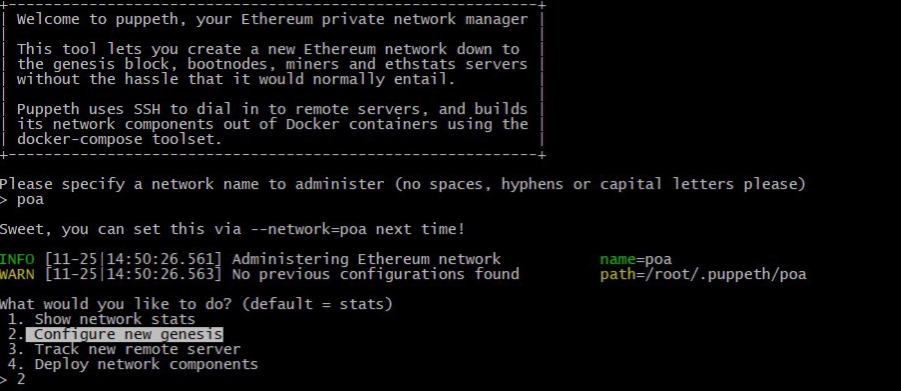 +--------------------------------------------------------------+
| Welcome to puppeth, your Ethereum private network manager |
| |
| This tool lets you create a new Ethereum network down to |
| the genesis block, bootnodes, miners and ethstats servers |
| without the hassle that it would normally entail. |
| |
| Puppeth uses SSH to dial in to remote servers, and builds |
| its network components out of Docker containers using the |
| docker-compose toolset. |
+--------------------------------------------------------------+
Please specify a network name to administer (no spaces, hyphens or capital letters please)
> poa
Sweet, you can set this via --network=poa next time!
INFO [11-25|14:50:26.561] Administering Ethereum network name=poa
WARN [11-25|14:50:26.563] No previous configurations found path=/root/.puppeth/poa
What would you like to do? (default = stats)
1. Show network stats
2. Configure new genesis
3. Track new remote server
4. Deploy network components
> 2